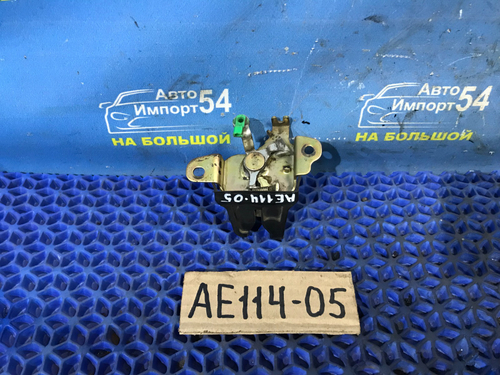 Авто
Импорт54
НА БОЛЬШОЙ
Авто
Импорт54
НА БОЛЬШОЙ
AE114-05
AE114-05